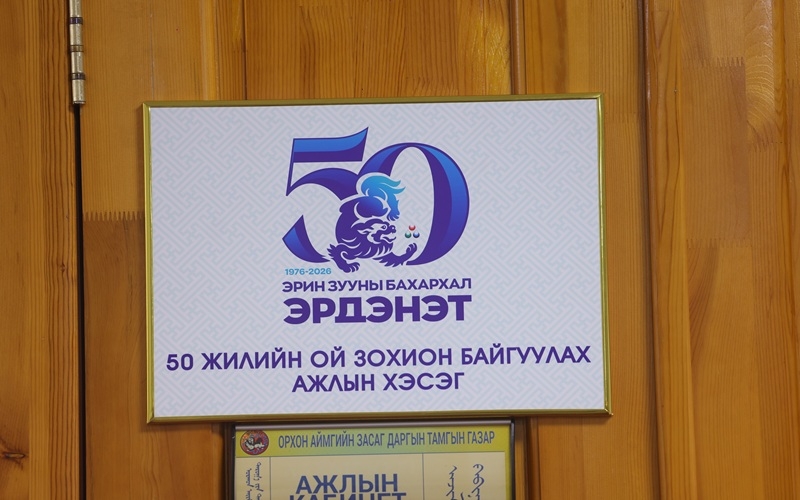 50
1976-2026
ЭРИН ЗУУНЫ БАХАРХАЛ
ЭРДЭНЭТ
50 ЖИЛИЙН ОЙ ЗОХИОН БАЙГУУЛАХ
АЖЛЫН ХЭСЭГ
ОРХОН АЙМГИЙН ЗАСАГ ДАРГЫН ТАМГЫН ГАЗАР
АЖЛЫН
КАБИНЕТ